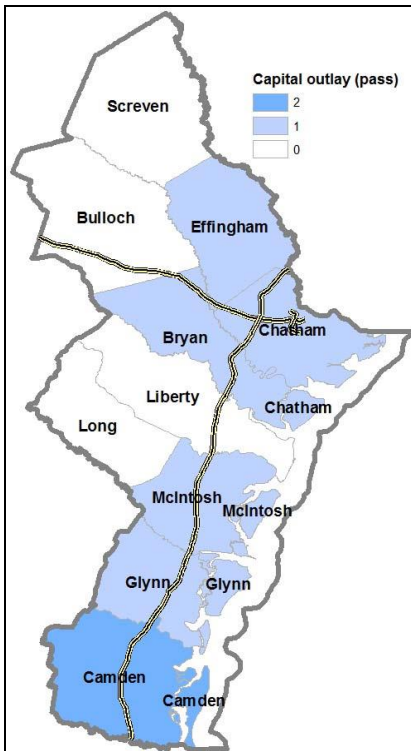 Capital outlay (pass)
2
1
0
Screven
Bulloch
Effingham
Bryan
Chatham
Liberty
Chatham
Long
McIntosh
McIntosh
Glynn
Glynn
Camden
Camden